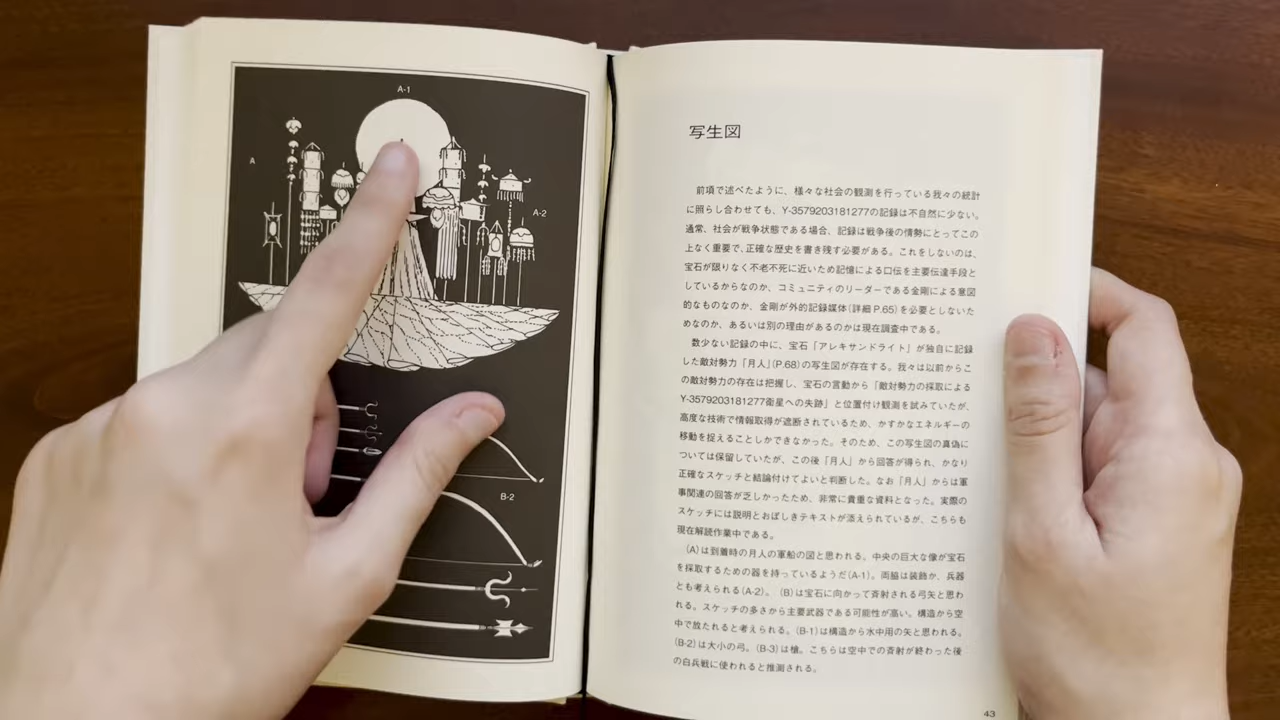 A-1
A
A-2
B-2
写生図
前項で述べたように、様々な社会の観測を行っている我々の統計
に照らし合わせても、Y-3579203181277の記録は不自然に少ない。
通常、社会が戦争状態である場合、記録は戦争後の情勢にとってこの
上なく重要で、正確な歴史を書き残す必要がある。これをしないのは、
宝石が限りなく不老不死に近いため記憶による口伝を主要伝達手段と
しているからなのか、コミュニティのリーダーである金剛による意図
的なものなのか、金剛が外的記録媒体(詳細 P.65)を必要としないた
めなのか、あるいは別の理由があるのかは現在調査中である。
数少ない記録の中に、宝石「アレキサンドライト」が独自に記録
した敵対勢力「月人」(P.68)の写生図が存在する。我々は以前からこ
の敵対勢力の存在は把握し、宝石の言動から「敵対勢力の採取による
Y-3579203181277衛星への失跡」と位置付け観測を試みていたが、
高度な技術で情報取得が遮断されているため、かすかなエネルギーの
移動を捉えることしかできなかった。そのため、この写生図の真偽に
ついては保留していたが、この後「月人」から回答が得られ、かなり
正確なスケッチと結論付けてよいと判断した。なお「月人」からは軍
事関連の回答が乏しかったため、非常に貴重な資料となった。実際の
スケッチには説明とおぼしきテキストが添えられているが、こちらも
現在解読作業中である。
(A)は到着時の月人の軍船の図と思われる。中央の巨大な像が宝石
を採取するための器を持っているようだ(A-1)。両脇は装飾か、兵器
とも考えられる(A-2)。(B)は宝石に向かって斉射される弓矢と思わ
れる。スケッチの多さから主要武器である可能性が高い。構造から空
中で放たれると考えられる。(B-1)は構造から水中用の矢と思われる。
(B-2)は大小の弓。(B-3)は槍。こちらは空中での斉射が終わった後
の白兵戦に使われると推測される。
43